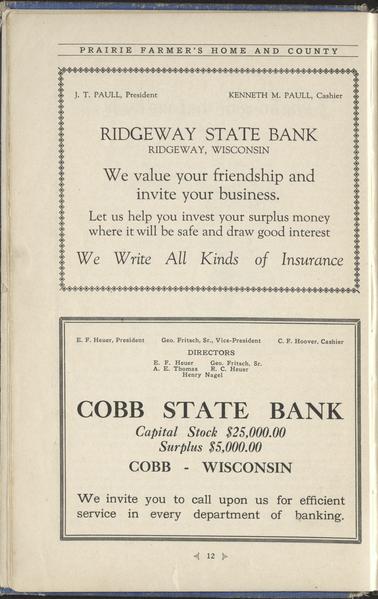 PRAIRIE FARMER'S HOME AND COUNTY
J. T. PAULL, President KENNETH M. PAULL, Cashier
RIDGEWAY STATE BANK
RIDGEWAY, WISCONSIN
We value your friendship and
invite your business.
Let us help you invest your surplus money
where it will be safe and draw good interest
We Write All Kinds of Insurance
E. F. Heuer, President Geo. Fritsch, Sr., Vice-President C. F. Hoover, Cashier
DIRECTORS
E. F. Heuer Geo. Fritsch, Sr.
A. E. Thomas R. C. Heuer
Henry Nagel
COBB STATE BANK
Capital Stock $25,000.00
Surplus $5,000.00
COBB - WISCONSIN
We invite you to call upon us for efficient
service in every department of banking.
12